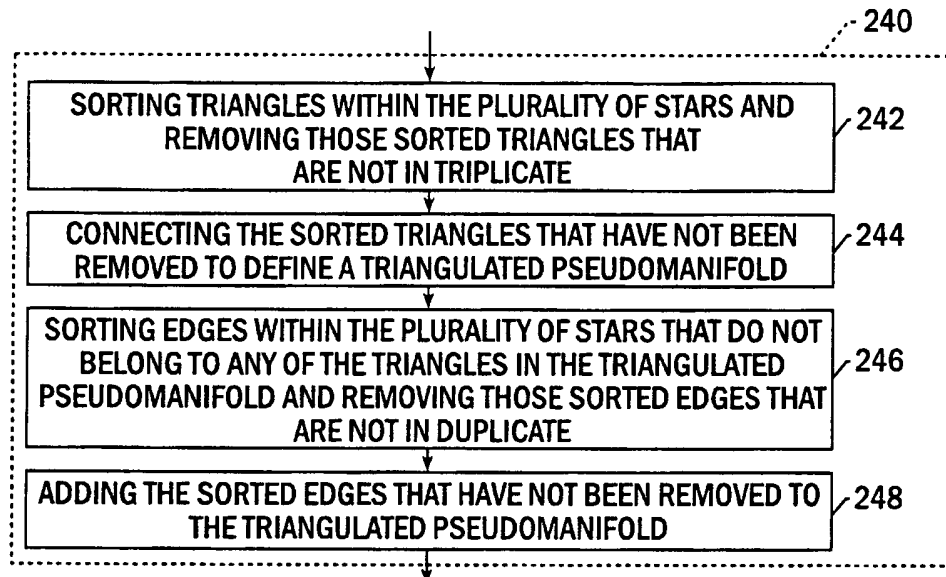 240
SORTING TRIANGLES WITHIN THE PLURALITY OF STARS AND
REMOVING THOSE SORTED TRIANGLES THAT
ARE NOT IN TRIPLICATE
242
CONNECTING THE SORTED TRIANGLES THAT HAVE NOT BEEN
REMOVED TO DEFINE A TRIANGULATED PSEUDOMANIFOLD
244
SORTING EDGES WITHIN THE PLURALITY OF STARS THAT DO NOT
BELONG TO ANY OF THE TRIANGLES IN THE TRIANGULATED
PSEUDOMANIFOLD AND REMOVING THOSE SORTED EDGES THAT
ARE NOT IN DUPLICATE
246
ADDING THE SORTED EDGES THAT HAVE NOT BEEN REMOVED TO
THE TRIANGULATED PSEUDOMANIFOLD
248